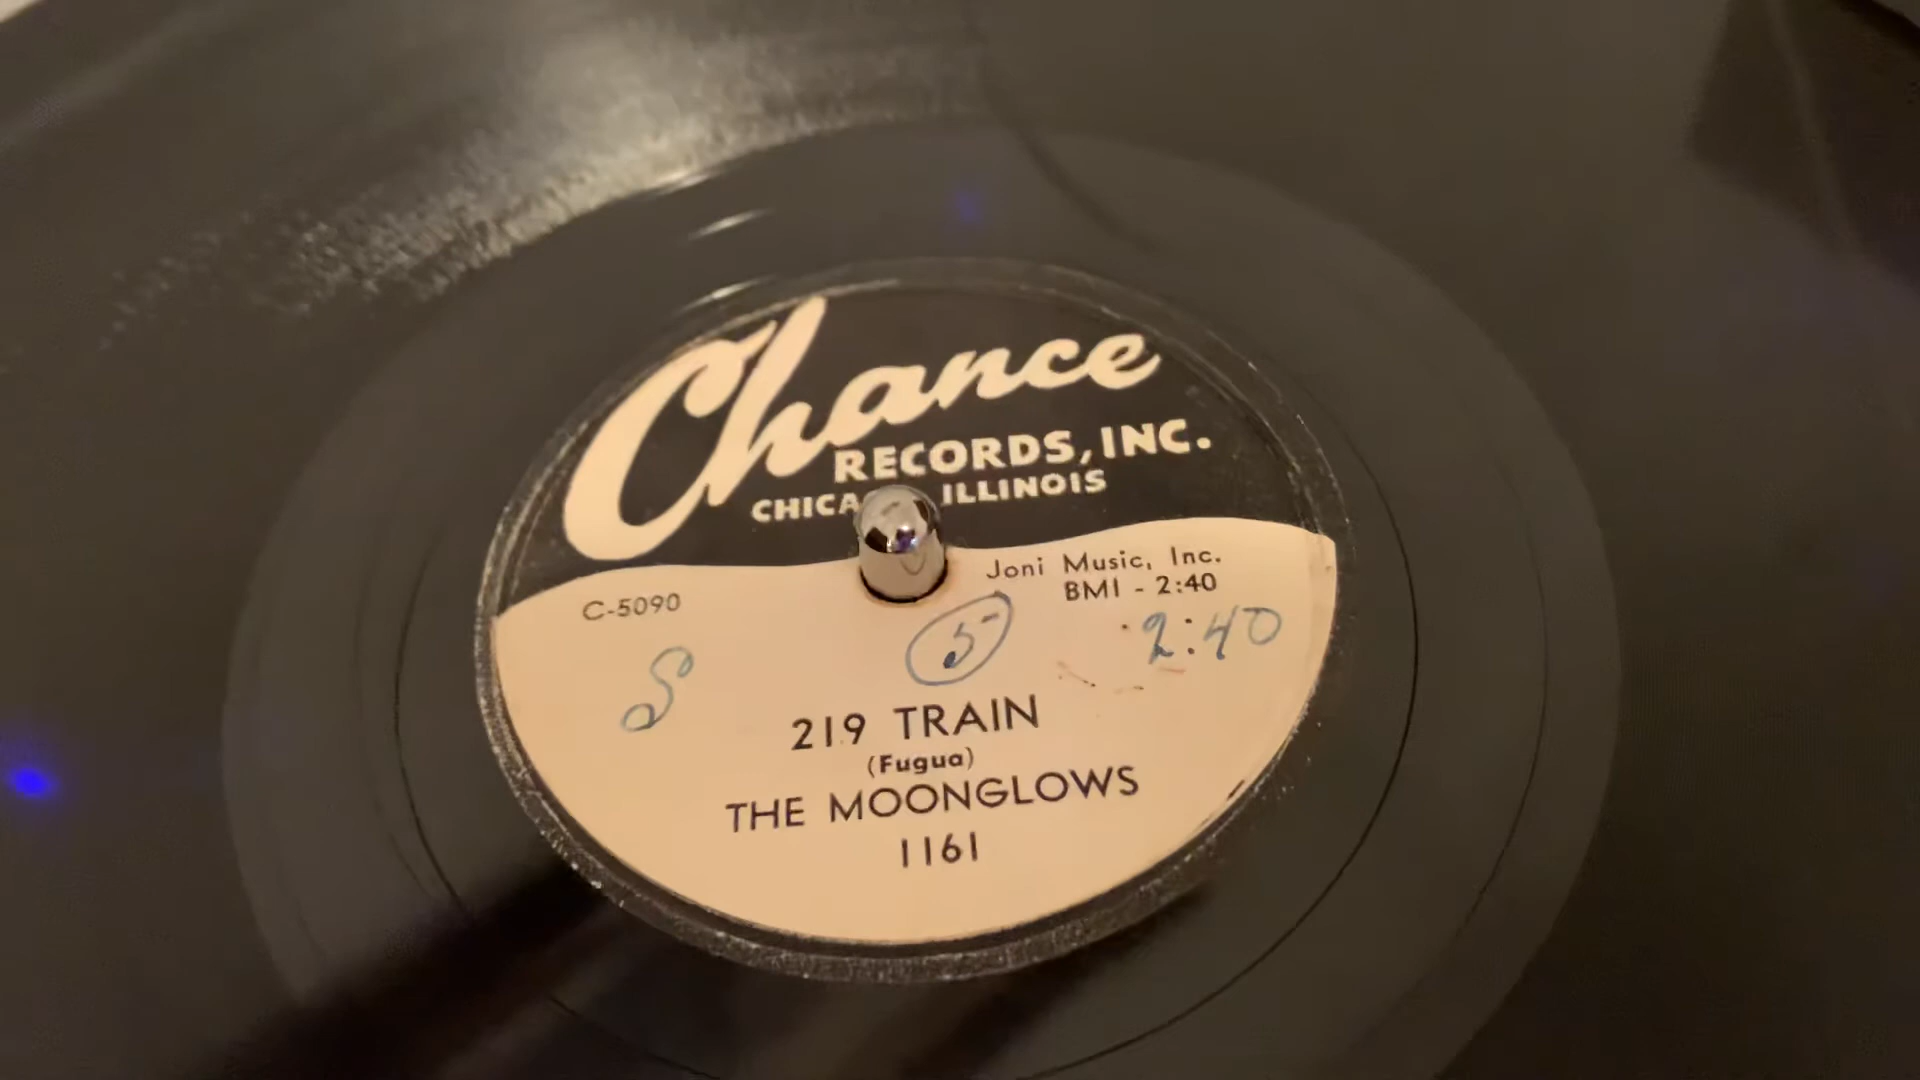 Chance
RECORDS, INC.
ILLINOIS
Joni Music, Inc.
C-5090
BMI - 2:40
S
5
2:40
219 TRAIN
(Fugua)
THE MOONGLOWS
1161